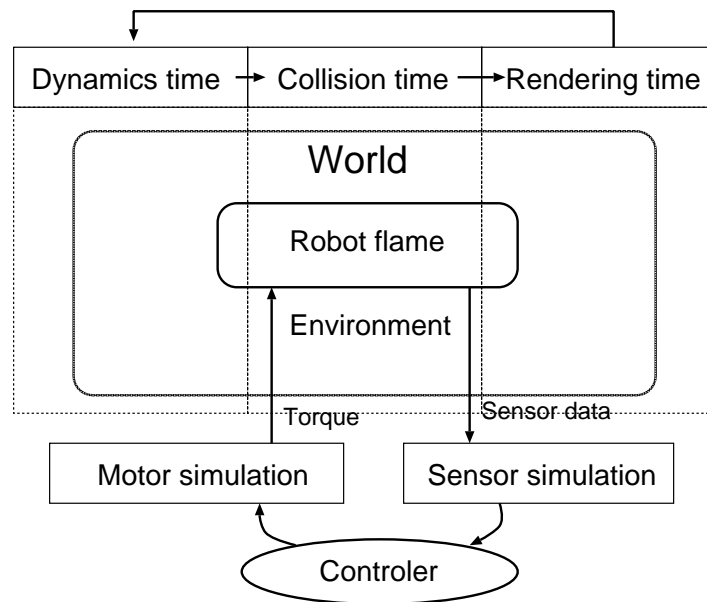 Dynamics time
Collision time
Rendering time
World
Robot flame
Environment
Torque
Sensor data
Motor simulation
Sensor simulation
Controler